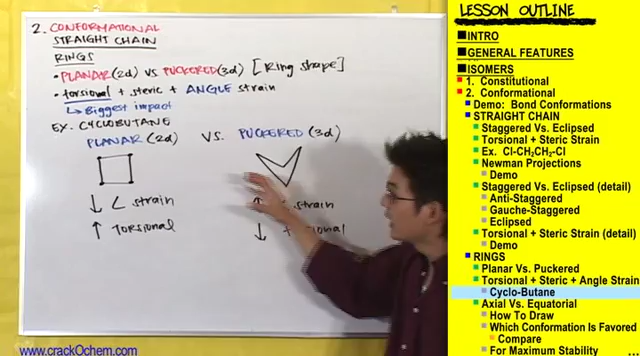 2. CONFORMATIONAL
STRAIGHT CHAIN
RINGS
• PLANAR (2d) VS PUCKERED (3d) [Ring shape]
• torsional + steric + ANGLE strain
↳ Biggest impact
EX. CYCLOBUTANE
PLANAR (2d) VS. PUCKERED (3d)
↓ ∠ strain
↑ Torsional
↑ strain
↓ torsional
www.crackOchem.com
LESSON OUTLINE
INTRO
GENERAL FEATURES
ISOMERS
1. Constitutional
2. Conformational
Demo: Bond Conformations
STRAIGHT CHAIN
Staggered Vs. Eclipsed
Torsional + Steric Strain
Ex. Cl-CH2CH2-Cl
Newman Projections
Demo
Staggered Vs. Eclipsed (detail)
Anti-Staggered
Gauche-Staggered
Eclipsed
Torsional + Steric Strain (detail)
Demo
RINGS
Planar Vs. Puckered
Torsional + Steric + Angle Strain
Cyclo-Butane
Axial Vs. Equatorial
How To Draw
Which Conformation Is Favored
Compare
For Maximum Stability